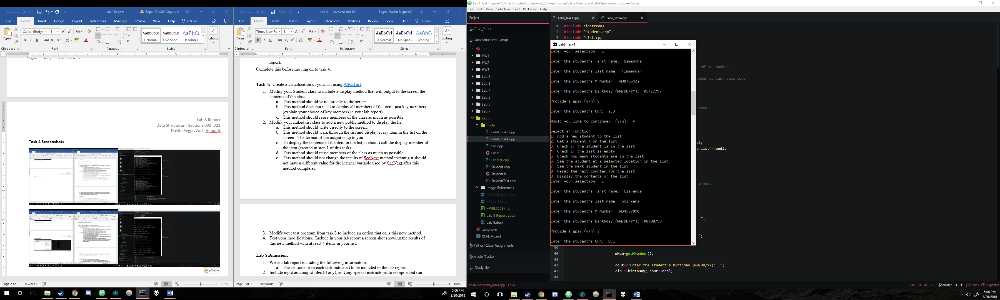 AutoSave Off
Lab 8 Report
Seger, Dustin (segerde)
File Home Insert Design Layout References Mailings Review View Help Tell me
Paste
Calibri (Body) 11
AaBbCcDc AaBbCcDc AaBbCc
¶ Normal ¶ No Spac... Heading 1
Editing
Clipboard Font Paragraph Styles
Figure 1 - Add / Remove item tests
Lab 8 Report
Data Structures - Sections 001, 003
Dustin Seger, Zach Hammit
Task 4 Screenshots
(Ctrl)
Page 2 of 2 20 words
110%
AutoSave Off
Lab 8 - Saved to this PC
Seger, Dustin (segerde)
File Home Insert Design Layout References Mailings Review View Help Tell me
Paste
Times New Ro 18
AaBbCcI AaBbCcI AaBbCc
¶ Normal ¶ No Spac... Heading 1
Editing
Clipboard Font Paragraph Styles
report.
Complete this before moving on to task 4.
Task 4: Create a visualization of your list using ASCII art.
1. Modify your Student class to include a display method that will output to the screen the
contents of the class
a. This method should write directly to the screen.
b. This method does not need to display all members of the item, just key members
(explain your choice of key members in your lab report).
c. This method should reuse members of the class as much as possible.
2. Modify your linked list class to add a new public method to display the list.
a. This method should write directly to the screen.
b. This method should walk through the list and display every item in the list on the
screen. The format of the output is up to you.
c. To display the contents of the item in the list, it should call the display member of
the item (created in step 1 of this task).
d. This method should reuse members of the class as much as possible.
e. This method should not change the results of SeeNext method meaning it should
not have a different value for the internal variable used by SeeNext after this
method completes.
3. Modify your test program from task 3 to include an option that calls this new method.
4. Test your modifications. Include in your lab report a screen shot showing the results of
this new method with at least 4 items in your list.
Lab Submission:
1. Write a lab report including the following information:
a. The sections from each task indicated to be included in the lab report.
2. Include input and output files (if any), and any special instructions to compile and run
Page 2 of 3 1090 words
100%
5:06 PM
3/20/2018
Lab8_Task4.cpp — C:\Users\Dustin\Documents\College Courses\Data Structures\Data-Structures-Group — Atom
File Edit View Selection Find Packages Help
Project
Class_Repo
Data-Structures-Group
.git
HW1
HW2
HW3
Lab 2
Lab 3
Lab 4
Lab 5
Lab 6
Lab 7
Lab 8
Code
Lab8_Task3.cpp
Lab8_Task4.cpp
List.cpp
List.h
ListTest.cpp
Student.cpp
Student.h
StudentTest.cpp
Image References
~$b 8 Report.docx
~$Lab 8.docx
~WRL0003.tmp
Lab 8 Report.docx
Lab 8.docx
.gitignore
README.md
Python-Class-Assignments
Movie-Tracker
Study files
Lab8_Task3.cpp Lab8_Task4.cpp
1 #include <iostream>
2 #include "Student.cpp"
3 #include "List.cpp"
e of two numbers
umber so can reuse code
hoose
dl;
e list"<<endl;
he menu
";
";
39
40 mNum=getMNumber();
41
42 cout<<"Enter the student's birthday (MM/DD/YY):  ";
43 cin >>birthDay; cout<<endl;
44
Lab8_Task4
Enter your selection:  1
Enter the student's first name:  Samantha
Enter the student's last name:  Timmerman
Enter the student's M Number:  M98765432
Enter the student's birthday (MM/DD/YY):  05/17/97
Provide a gpa? (y/n) y
Enter the student's GPA:  2.3
Would you like to continue?  (y/n):  y
Select an function
1: Add a new student to the list
2: Get a student from the list
3: Check if the student is in the list
4: Check if the list is empty
5: Check how many students are in the list
6: See the student at a selected location in the list
7: See the next student in the list
8: Reset the next counter for the list
9: Display the contents of the list
Enter your selection:  1
Enter the student's first name:  Clarence
Enter the student's last name:  Smirkems
Enter the student's M Number:  M34567890
Enter the student's birthday (MM/DD/YY):  08/08/98
Provide a gpa? (y/n) y
Enter the student's GPA:  0.1
Lab 8\Code\Lab8_Task4.cpp 17:56
CRLF UTF-8 C++ master 6 files 2 updates
5:06 PM
3/20/2018